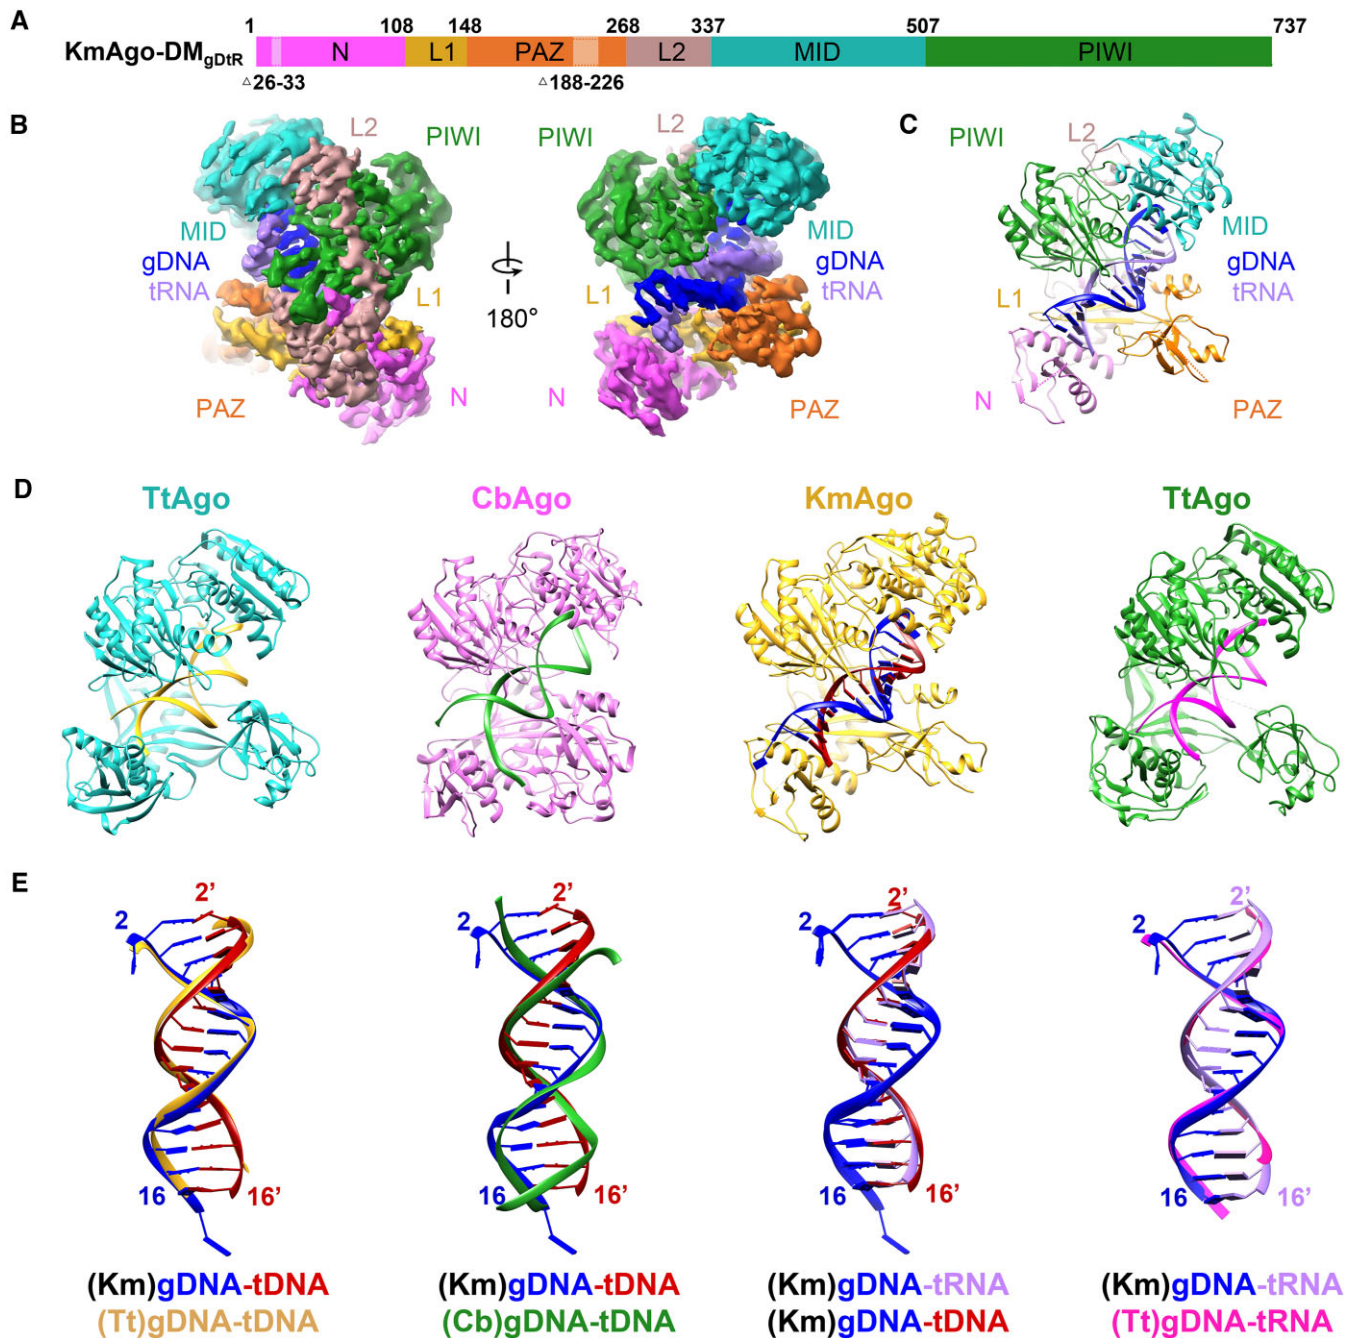 A
1 108 148 268 337 507 737
KmAgo-DMgDtR N L1 PAZ L2 MID PIWI
△26-33 △188-226
B
L2 PIWI
MID
gDNA
tRNA
PAZ
N
L1
180°
PIWI L2
MID
gDNA
tRNA
L1
N
PAZ
C
PIWI L2
MID
gDNA
tRNA
L1
N
PAZ
D
TtAgo CbAgo KmAgo TtAgo
E
2 2’
16 16’
(Km)gDNA-tDNA
(Tt)gDNA-tDNA
2 2’
16 16’
(Km)gDNA-tDNA
(Cb)gDNA-tDNA
2 2’
16 16’
(Km)gDNA-tRNA
(Km)gDNA-tDNA
2 2’
16 16’
(Km)gDNA-tRNA
(Tt)gDNA-tRNA